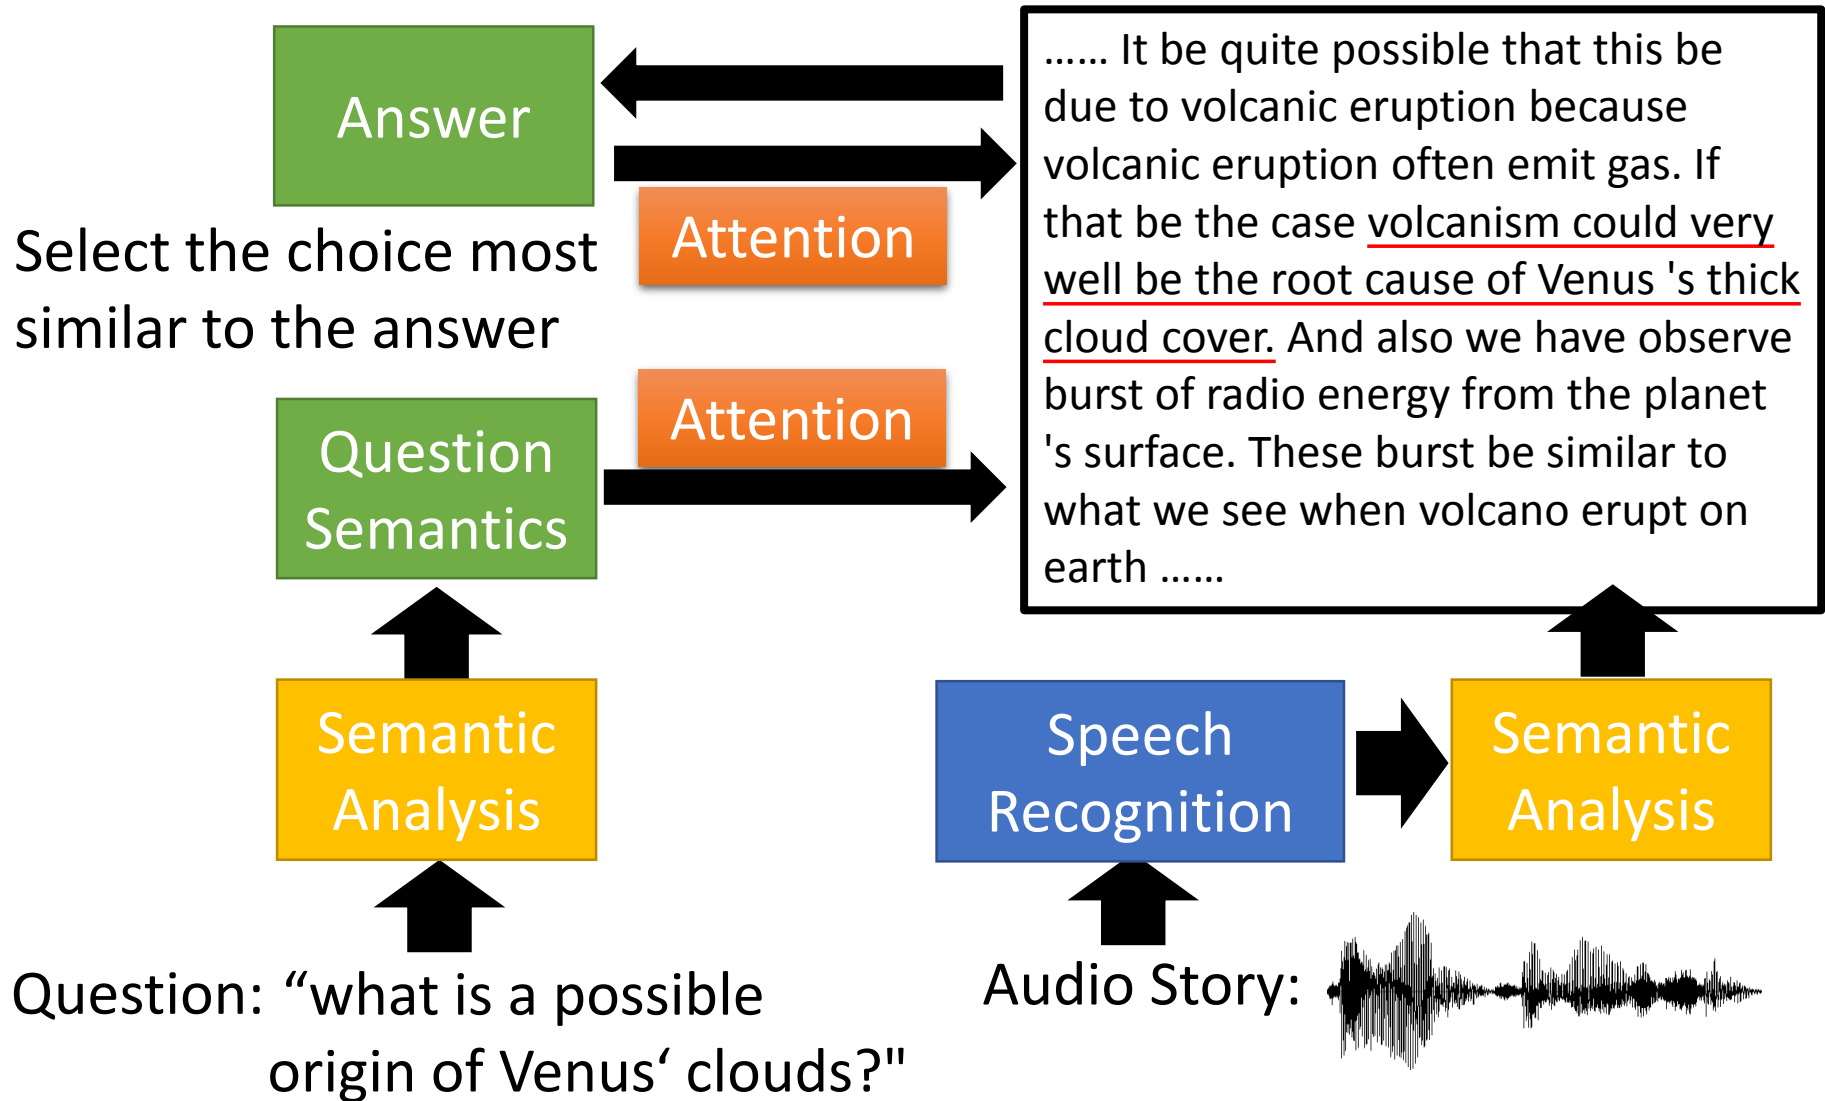 Answer
Select the choice most
similar to the answer
Attention
Attention
Question
Semantics
Semantic
Analysis
Question: “what is a possible
origin of Venus‘ clouds?"
…… It be quite possible that this be
due to volcanic eruption because
volcanic eruption often emit gas. If
that be the case volcanism could very
well be the root cause of Venus 's thick
cloud cover. And also we have observe
burst of radio energy from the planet
's surface. These burst be similar to
what we see when volcano erupt on
earth ……
Speech
Recognition
Semantic
Analysis
Audio Story: